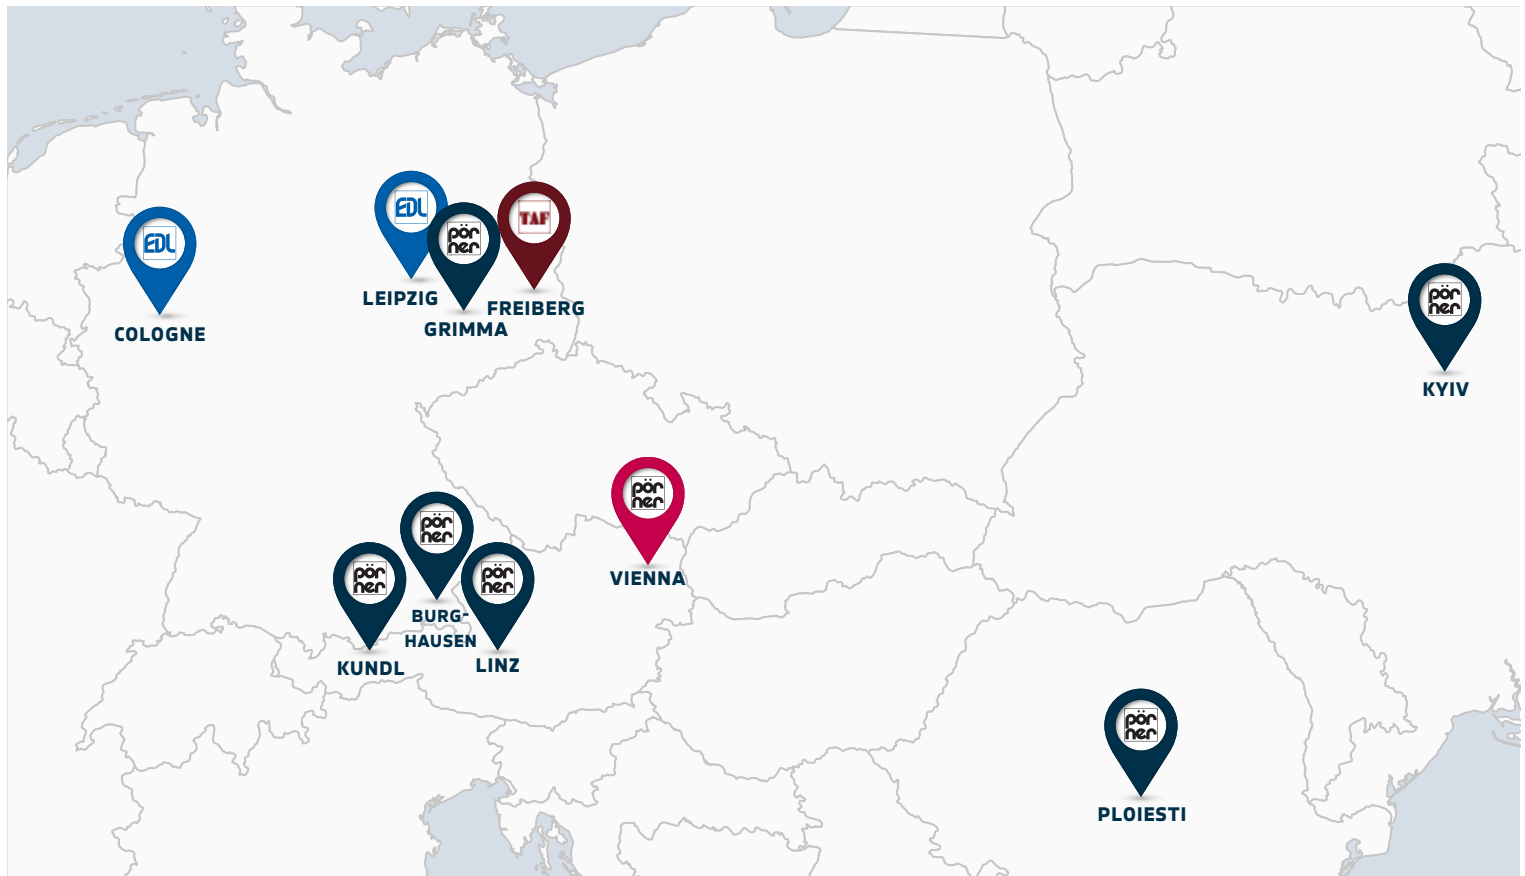 EDL
pör
ner
TAF
EDL
LEIPZIG
FREIBERG
GRIMMA
COLOGNE
pör
ner
KYIV
pör
ner
VIENNA
pör
ner
BURG-
HAUSEN
pör
ner
KUNDL
pör
ner
LINZ
pör
ner
PLOIESTI